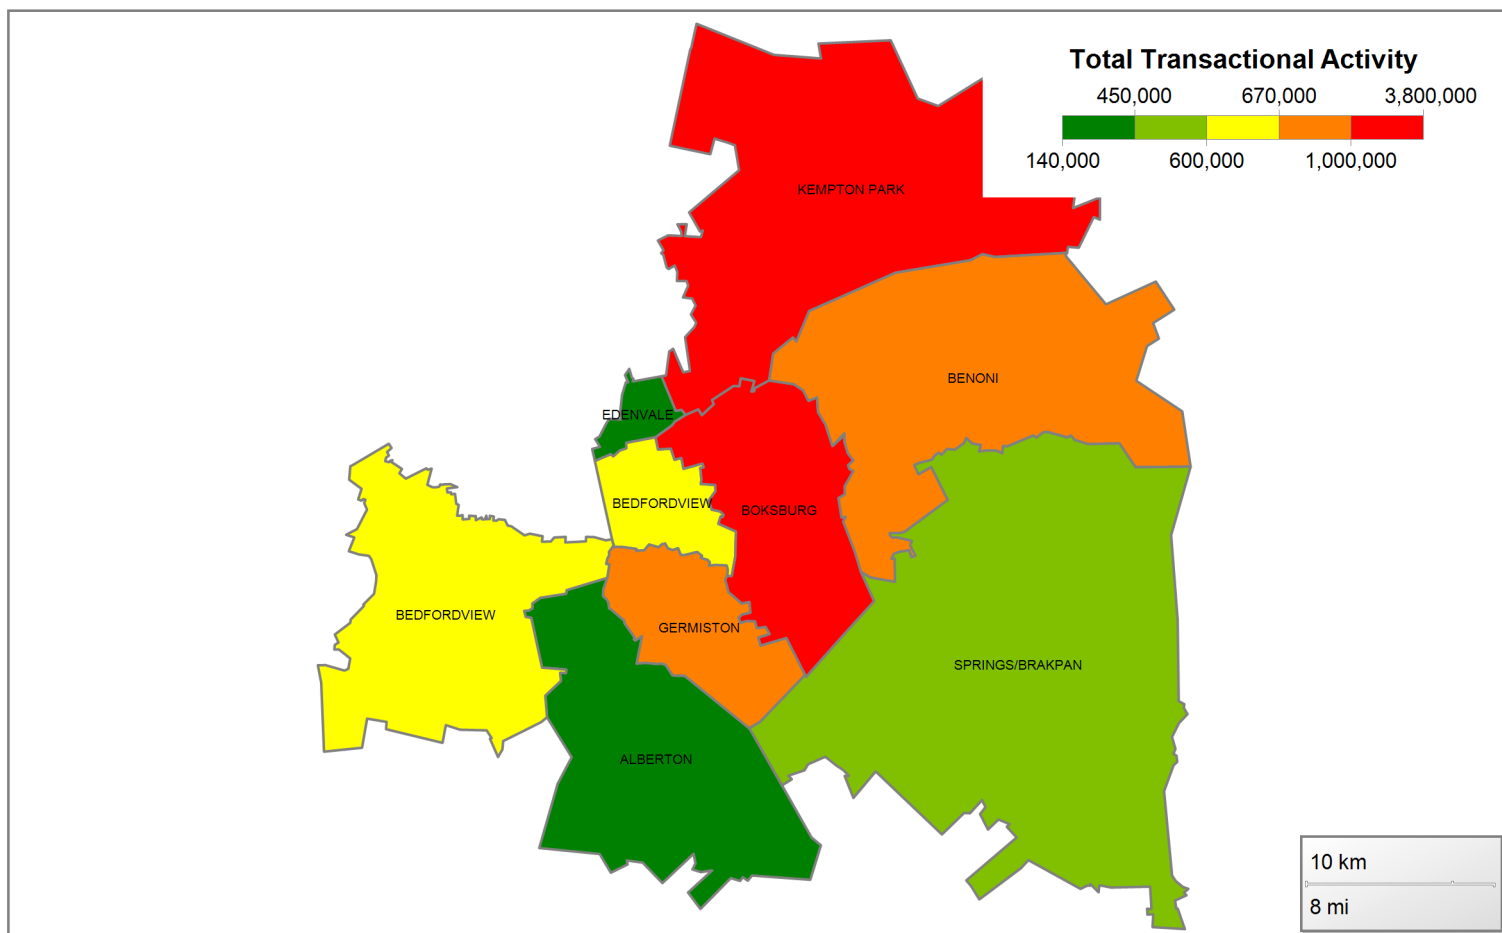 Total Transactional Activity
450,000 670,000 3,800,000
140,000 600,000 1,000,000
KEMPTON PARK
BENONI
EDENVALE
BEDFORDVIEW
BOKSBURG
BEDFORDVIEW
GERMISTON
SPRINGS/BRAKPAN
ALBERTON
10 km
8 mi